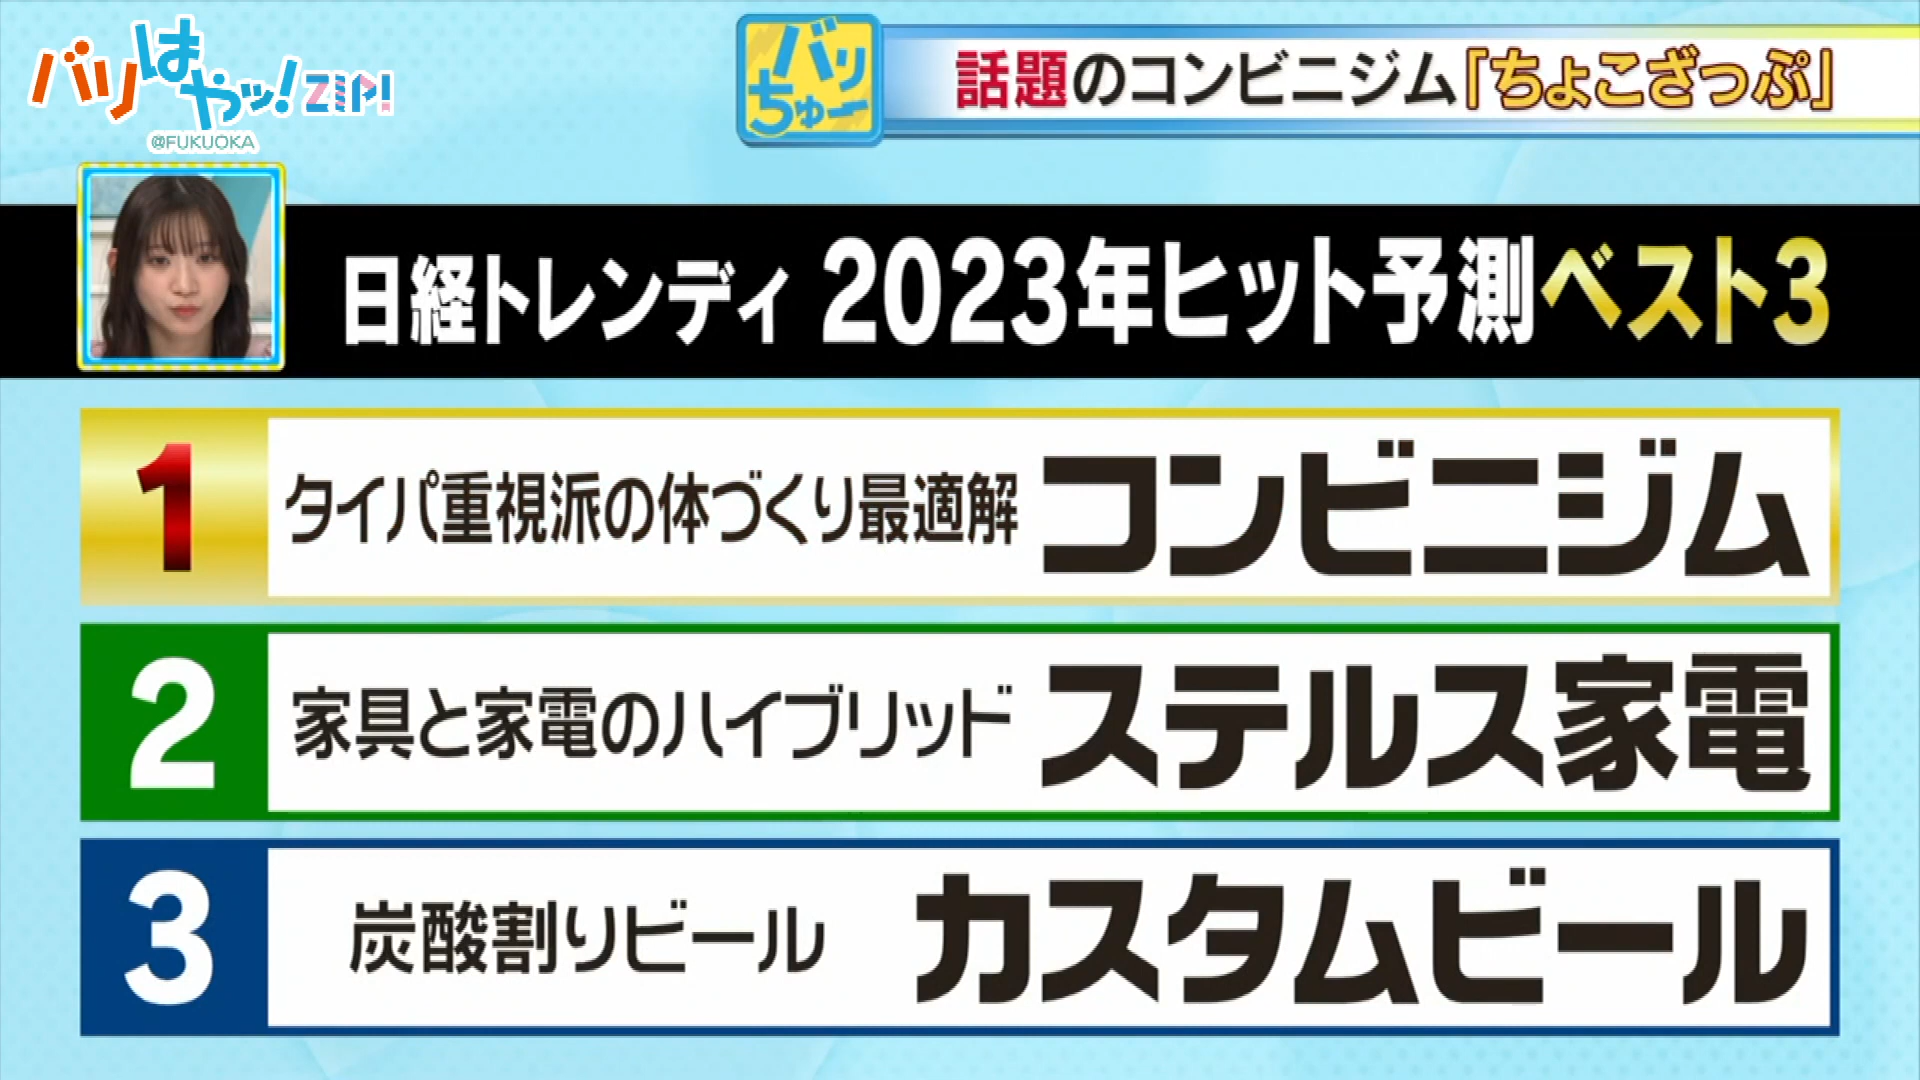 バリはやッ!ZIP!
@FUKUOKA
バリちゅー
話題のコンビニジム「ちょこざっぷ」
日経トレンディ 2023年ヒット予測ベスト3
1 タイパ重視派の体づくり最適解 コンビニジム
2 家具と家電のハイブリッド ステルス家電
3 炭酸割りビール カスタムビール